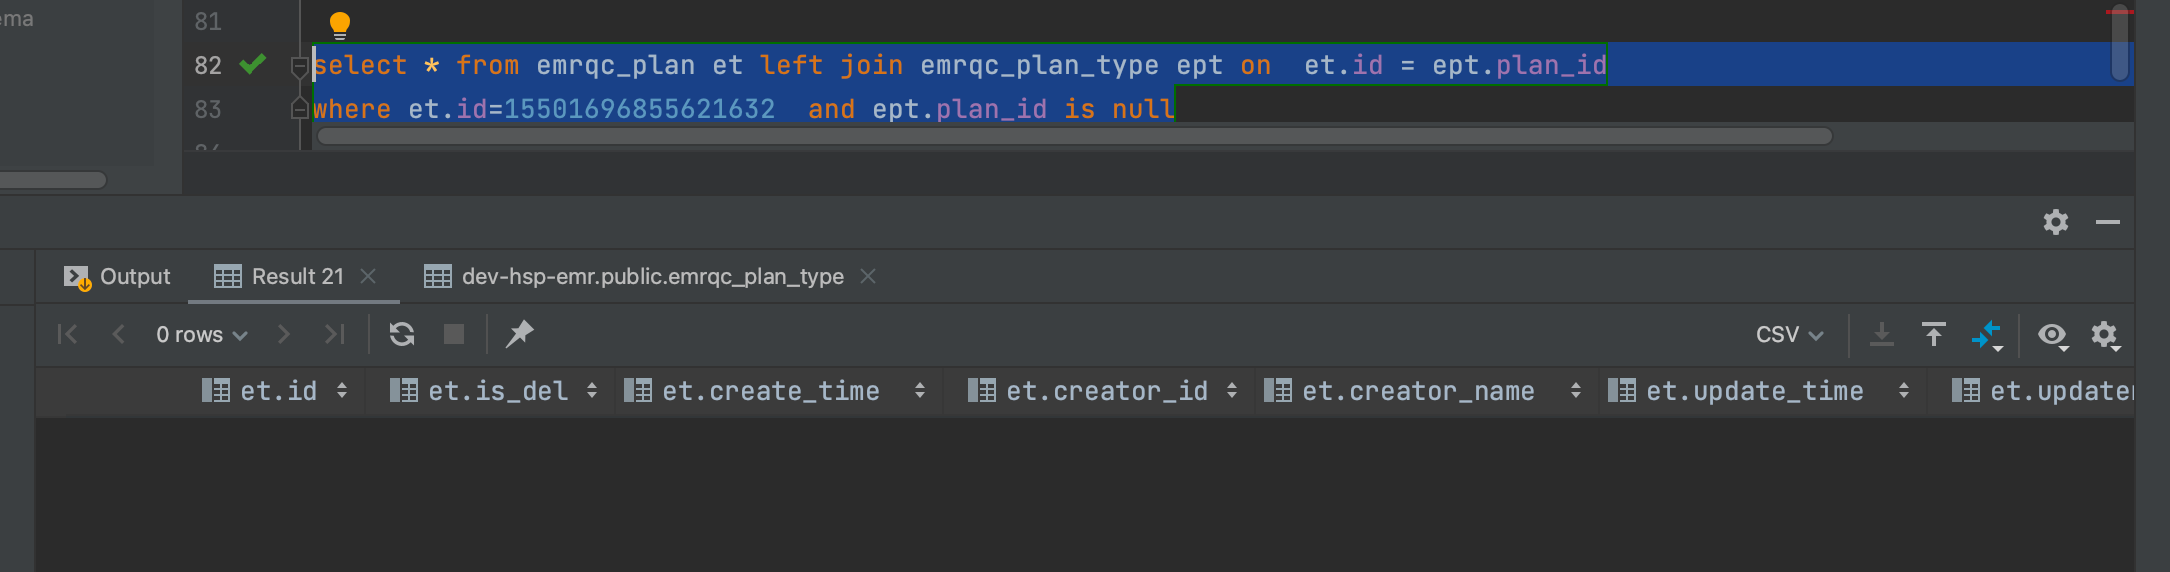 ema
81
82 select * from emrqc_plan et left join emrqc_plan_type ept on  et.id = ept.plan_id
83 where et.id=15501696855621632  and ept.plan_id is null
Output Result 21 dev-hsp-emr.public.emrqc_plan_type
0 rows CSV
et.id et.is_del et.create_time et.creator_id et.creator_name et.update_time et.updater